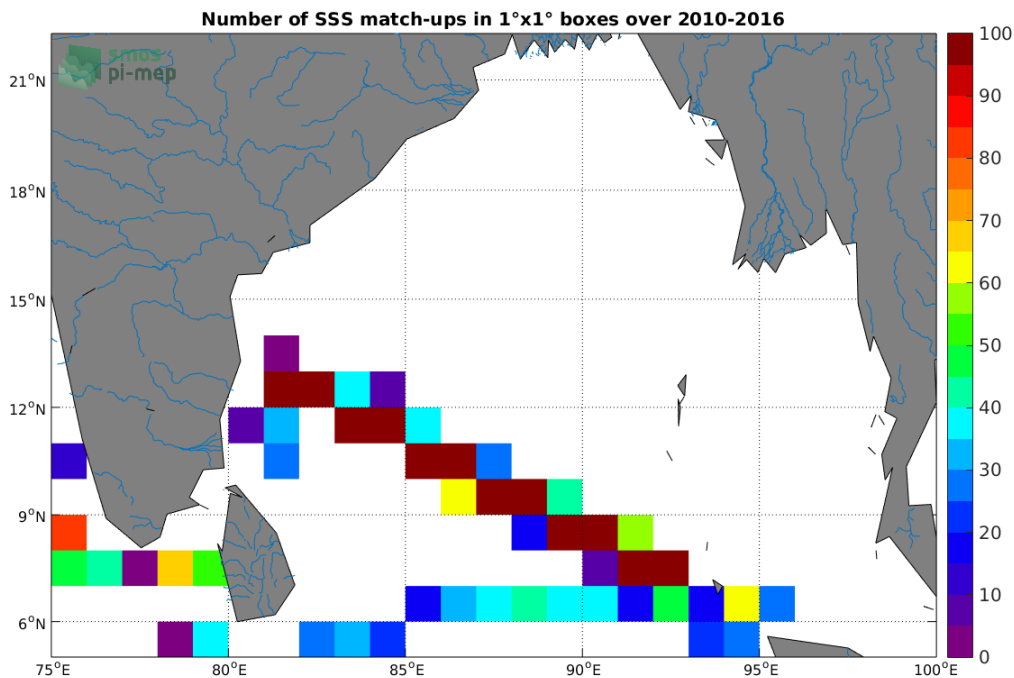 Number of SSS match-ups in 1°x1° boxes over 2010-2016
smos
pi-mep
21°N
18°N
15°N
12°N
9°N
6°N
75°E
80°E
85°E
90°E
95°E
100°E
100
90
80
70
60
50
40
30
20
10
0